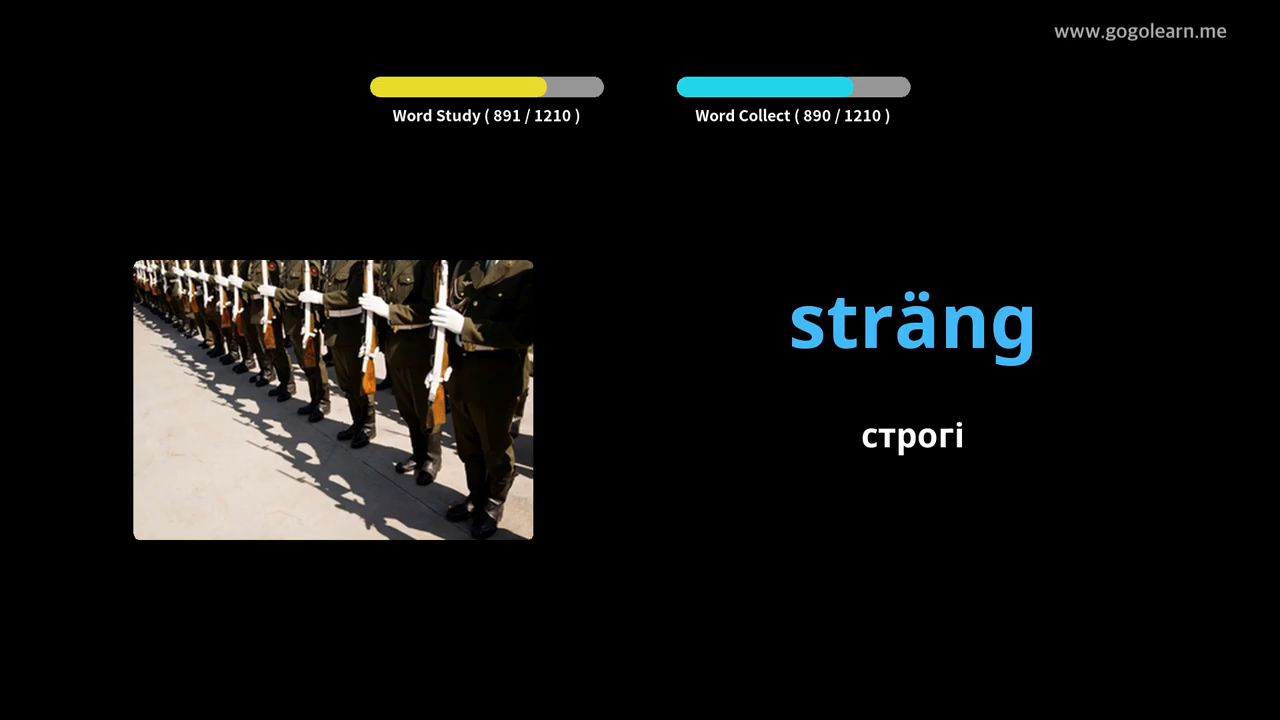 www.gogolearn.me
Word Study ( 891 / 1210 )
Word Collect ( 890 / 1210 )
sträng
строгі